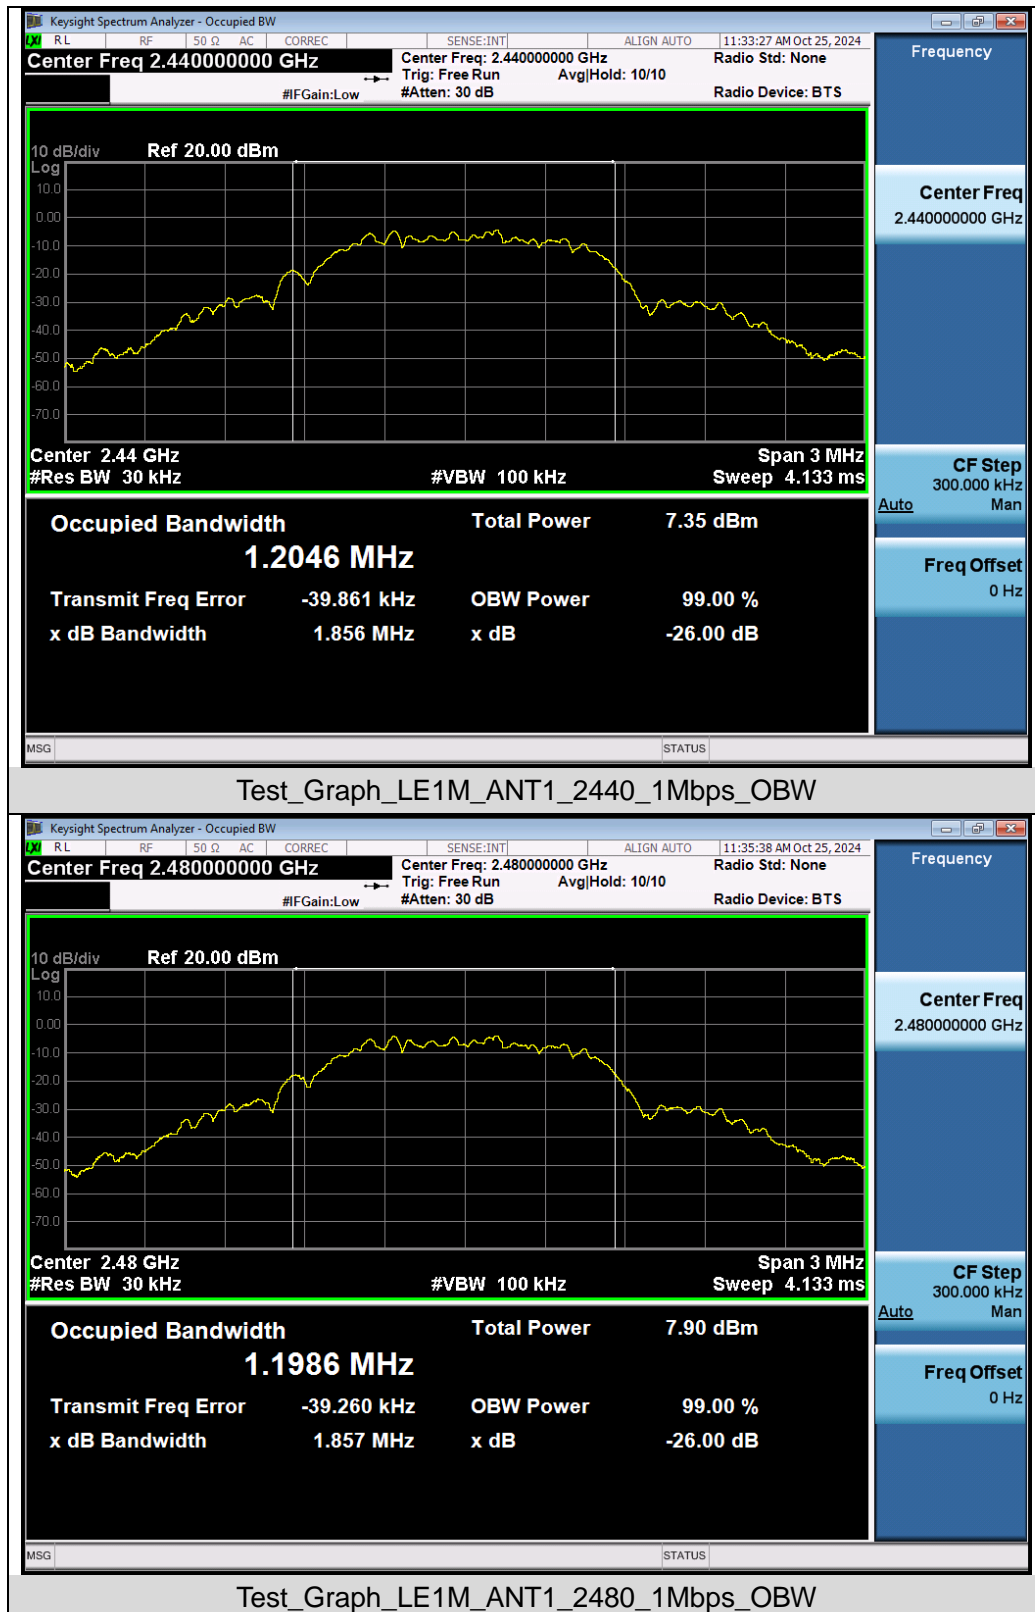 Keysight Spectrum Analyzer - Occupied BW
LXI RL RF 50 Ω AC CORREC SENSE:INT ALIGN AUTO 11:33:27 AM Oct 25, 2024
Center Freq 2.440000000 GHz Center Freq: 2.440000000 GHz Radio Std: None
Trig: Free Run Avg|Hold: 10/10
#IFGain:Low #Atten: 30 dB Radio Device: BTS
Frequency
10 dB/div Ref 20.00 dBm
Log
10.0
0.00
-10.0
-20.0
-30.0
-40.0
-50.0
-60.0
-70.0
Center 2.44 GHz Span 3 MHz
#Res BW 30 kHz #VBW 100 kHz Sweep 4.133 ms
Center Freq
2.440000000 GHz
CF Step
300.000 kHz
Auto Man
Freq Offset
0 Hz
Occupied Bandwidth Total Power 7.35 dBm
1.2046 MHz
Transmit Freq Error -39.861 kHz OBW Power 99.00 %
x dB Bandwidth 1.856 MHz x dB -26.00 dB
MSG STATUS
Test_Graph_LE1M_ANT1_2440_1Mbps_OBW
Keysight Spectrum Analyzer - Occupied BW
LXI RL RF 50 Ω AC CORREC SENSE:INT ALIGN AUTO 11:35:38 AM Oct 25, 2024
Center Freq 2.480000000 GHz Center Freq: 2.480000000 GHz Radio Std: None
Trig: Free Run Avg|Hold: 10/10
#IFGain:Low #Atten: 30 dB Radio Device: BTS
Frequency
10 dB/div Ref 20.00 dBm
Log
10.0
0.00
-10.0
-20.0
-30.0
-40.0
-50.0
-60.0
-70.0
Center 2.48 GHz Span 3 MHz
#Res BW 30 kHz #VBW 100 kHz Sweep 4.133 ms
Center Freq
2.480000000 GHz
CF Step
300.000 kHz
Auto Man
Freq Offset
0 Hz
Occupied Bandwidth Total Power 7.90 dBm
1.1986 MHz
Transmit Freq Error -39.260 kHz OBW Power 99.00 %
x dB Bandwidth 1.857 MHz x dB -26.00 dB
MSG STATUS
Test_Graph_LE1M_ANT1_2480_1Mbps_OBW